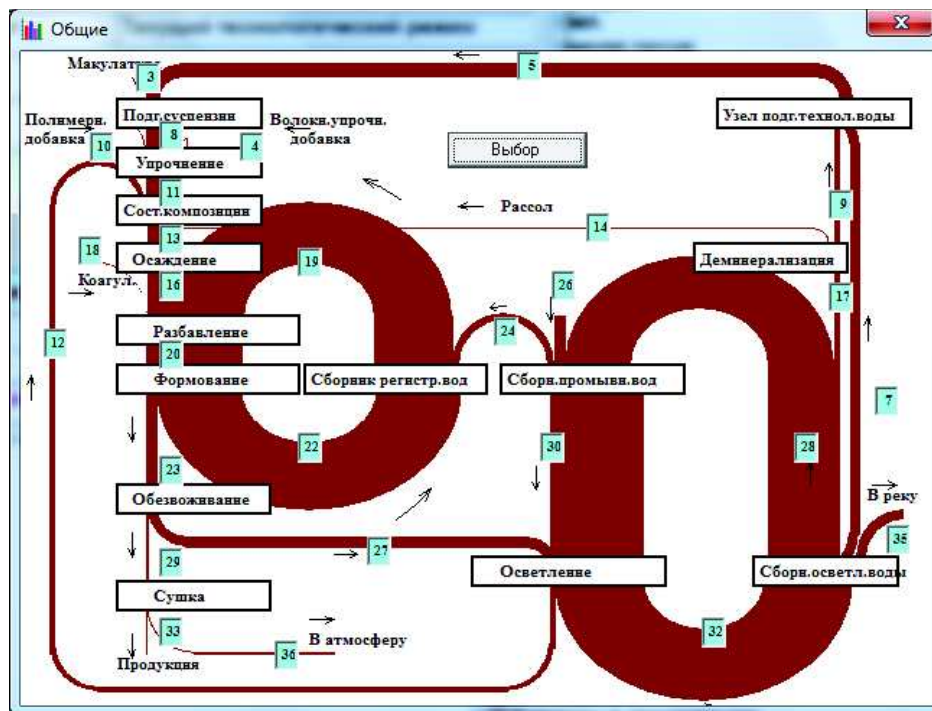 Общие
Макулатура
3
5
Подг.суспензии
Узел подг.технол.воды
Полимерн.
добавка
10
8
4
Волокн.упрочн.
добавка
Выбор
Упрочнение
11
9
Сост.композиции
Рассол
13
14
18
Осаждение
19
Деминерализация
Коагул.
16
26
17
12
Разбавление
24
20
Формование
Сборник регистр.вод
Сборн.промывн.вод
7
22
30
28
23
Обезвоживание
В реку
27
35
29
Осветление
Сборн.осветл.воды
Сушка
33
В атмосферу
32
36
Продукция